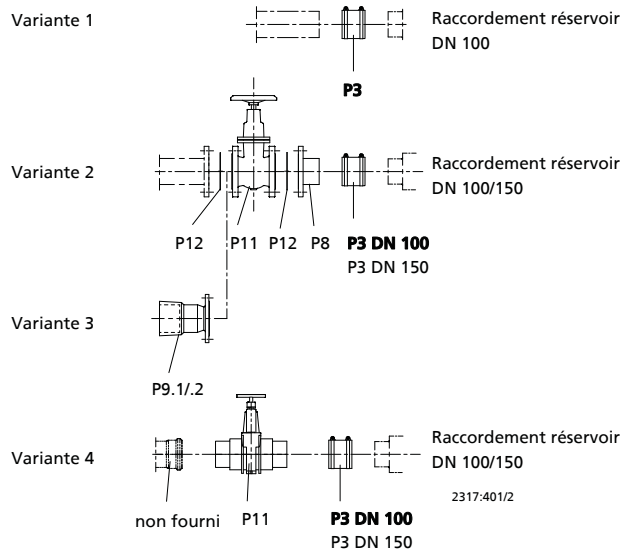 Variante 1
Raccordement réservoir
DN 100
P3
Variante 2
Raccordement réservoir
DN 100/150
P12 P11 P12 P8 P3 DN 100
P3 DN 150
Variante 3
P9.1/.2
Variante 4
Raccordement réservoir
DN 100/150
2317:401/2
non fourni P11 P3 DN 100
P3 DN 150